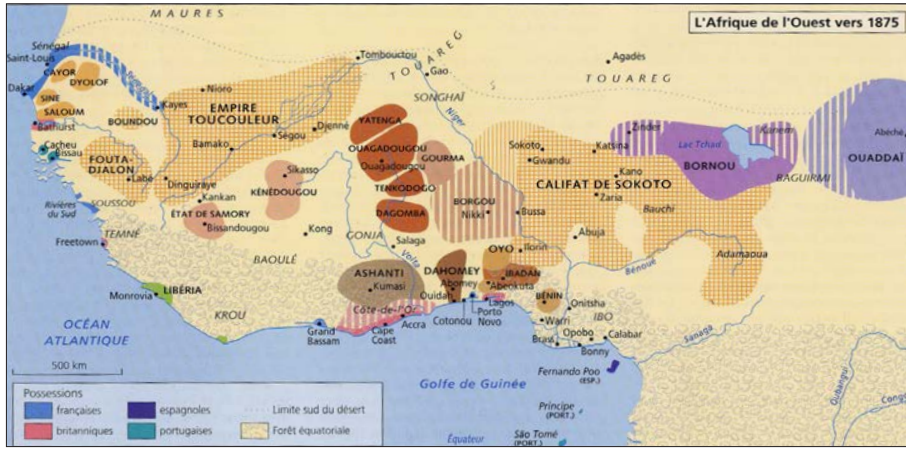 L'Afrique de l'Ouest vers 1875
MAURES
Sénégal
Saint-Louis
CAYOR
DYOLOF
Dakar
SINE
SALOUM
Bathurst
Cacheu
Bissau
BOUNDOU
Kayes
Nioro
EMPIRE
TOUCOULEUR
Tombouctou
TOUAREG
Gao
Agadès
TOUAREG
SONGHAÏ
Niger
Djenné
Ségou
Bamako
YATENGA
OUAGADOUGOU
Ouagadougou
GOURMA
TENKODOGO
DAGOMBA
BORGOU
Nikki
Sokoto
Gwandu
Katsina
Zinder
Lac Tchad
Kanem
BORNOU
BAGUIRMI
Abéché
OUADDAÏ
Kano
CALIFAT DE SOKOTO
Zaria
Bauchi
Bussa
Abuja
Bénoué
Adamaoua
FOUTA-
DJALON
Labé
Dinguiraye
SOUSSOU
Rivières
du Sud
TEMNÉ
Freetown
Kankan
ÉTAT DE SAMORY
Bissandougou
Sikasso
KÉNÉDOUGOU
Kong
GONJA
Salaga
Volta
BAOULÉ
ASHANTI
Kumasi
DAHOMEY
Abomey
Ouidah
OYO
Ilorin
IBADAN
Abeokuta
Lagos
Porto
Novo
Cotonou
BÉNIN
Onitsha
IBO
Warri
Opobo
Calabar
Brass
Bonny
Sanaga
Monrovia
LIBÉRIA
KROU
Grand
Bassam
Côte-de-l'Or
Cape
Coast
Accra
OCÉAN
ATLANTIQUE
500 km
Golfe de Guinée
Fernando Poo
(ESP.)
Príncipe
(PORT.)
São Tomé
(PORT.)
Équateur
Oubangui
Possessions
françaises
britanniques
espagnoles
portugaises
Limite sud du désert
Forêt équatoriale